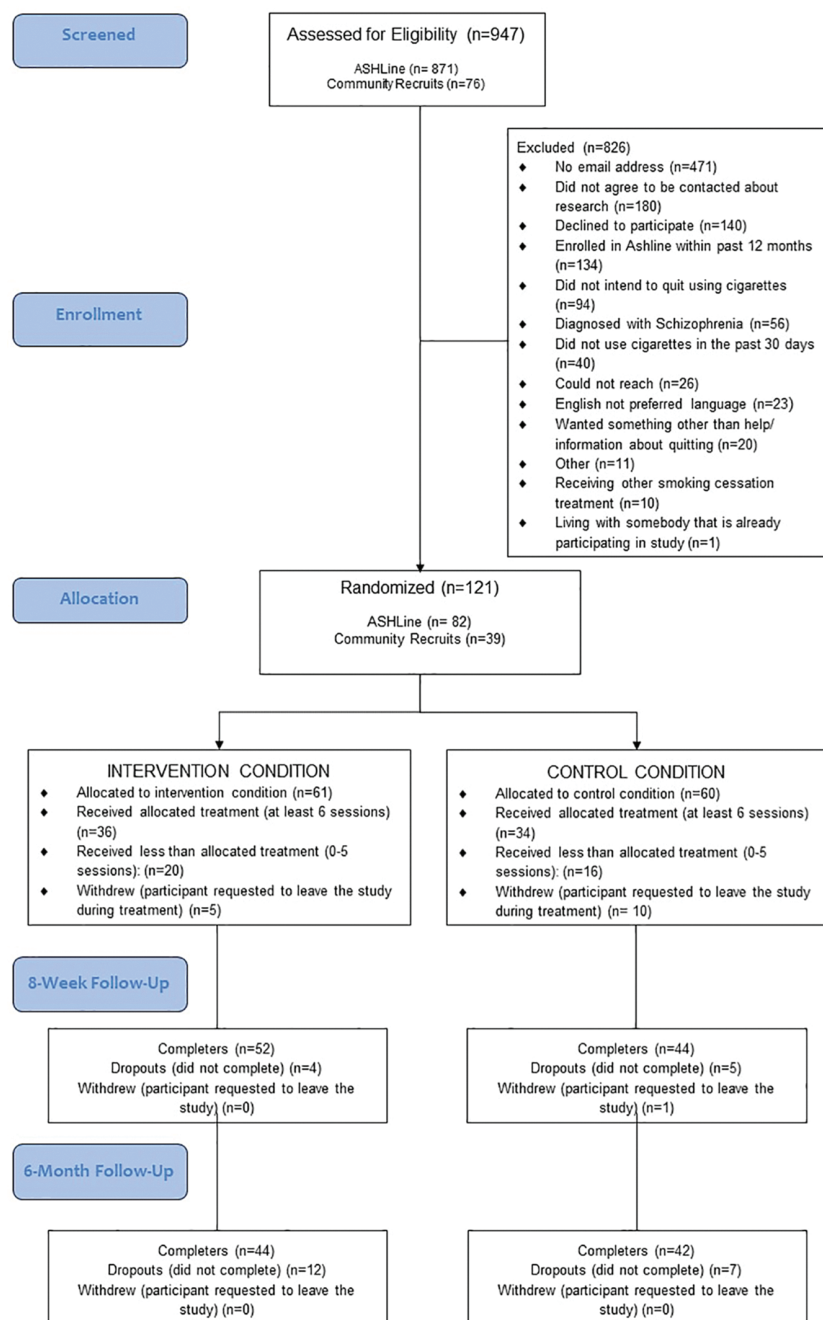 Screened
Assessed for Eligibility (n=947)
ASHLine (n= 871)
Community Recruits (n=76)
Excluded (n=826)
♦ No email address (n=471)
♦ Did not agree to be contacted about
research (n=180)
♦ Declined to participate (n=140)
♦ Enrolled in Ashline within past 12 months
(n=134)
♦ Did not intend to quit using cigarettes
(n=94)
♦ Diagnosed with Schizophrenia (n=56)
♦ Did not use cigarettes in the past 30 days
(n=40)
♦ Could not reach (n=26)
♦ English not preferred language (n=23)
♦ Wanted something other than help/
information about quitting (n=20)
♦ Other (n=11)
♦ Receiving other smoking cessation
treatment (n=10)
♦ Living with somebody that is already
participating in study (n=1)
Enrollment
Allocation
Randomized (n=121)
ASHLine (n= 82)
Community Recruits (n=39)
INTERVENTION CONDITION
♦ Allocated to intervention condition (n=61)
♦ Received allocated treatment (at least 6 sessions)
(n=36)
♦ Received less than allocated treatment (0-5
sessions): (n=20)
♦ Withdrew (participant requested to leave the study
during treatment) (n=5)
CONTROL CONDITION
♦ Allocated to control condition (n=60)
♦ Received allocated treatment (at least 6 sessions)
(n=34)
♦ Received less than allocated treatment (0-5
sessions): (n=16)
♦ Withdrew (participant requested to leave the study
during treatment) (n= 10)
8-Week Follow-Up
Completers (n=52)
Dropouts (did not complete) (n=4)
Withdrew (participant requested to leave the
study) (n=0)
Completers (n=44)
Dropouts (did not complete) (n=5)
Withdrew (participant requested to leave the
study) (n=1)
6-Month Follow-Up
Completers (n=44)
Dropouts (did not complete) (n=12)
Withdrew (participant requested to leave the
study) (n=0)
Completers (n=42)
Dropouts (did not complete) (n=7)
Withdrew (participant requested to leave the
study) (n=0)